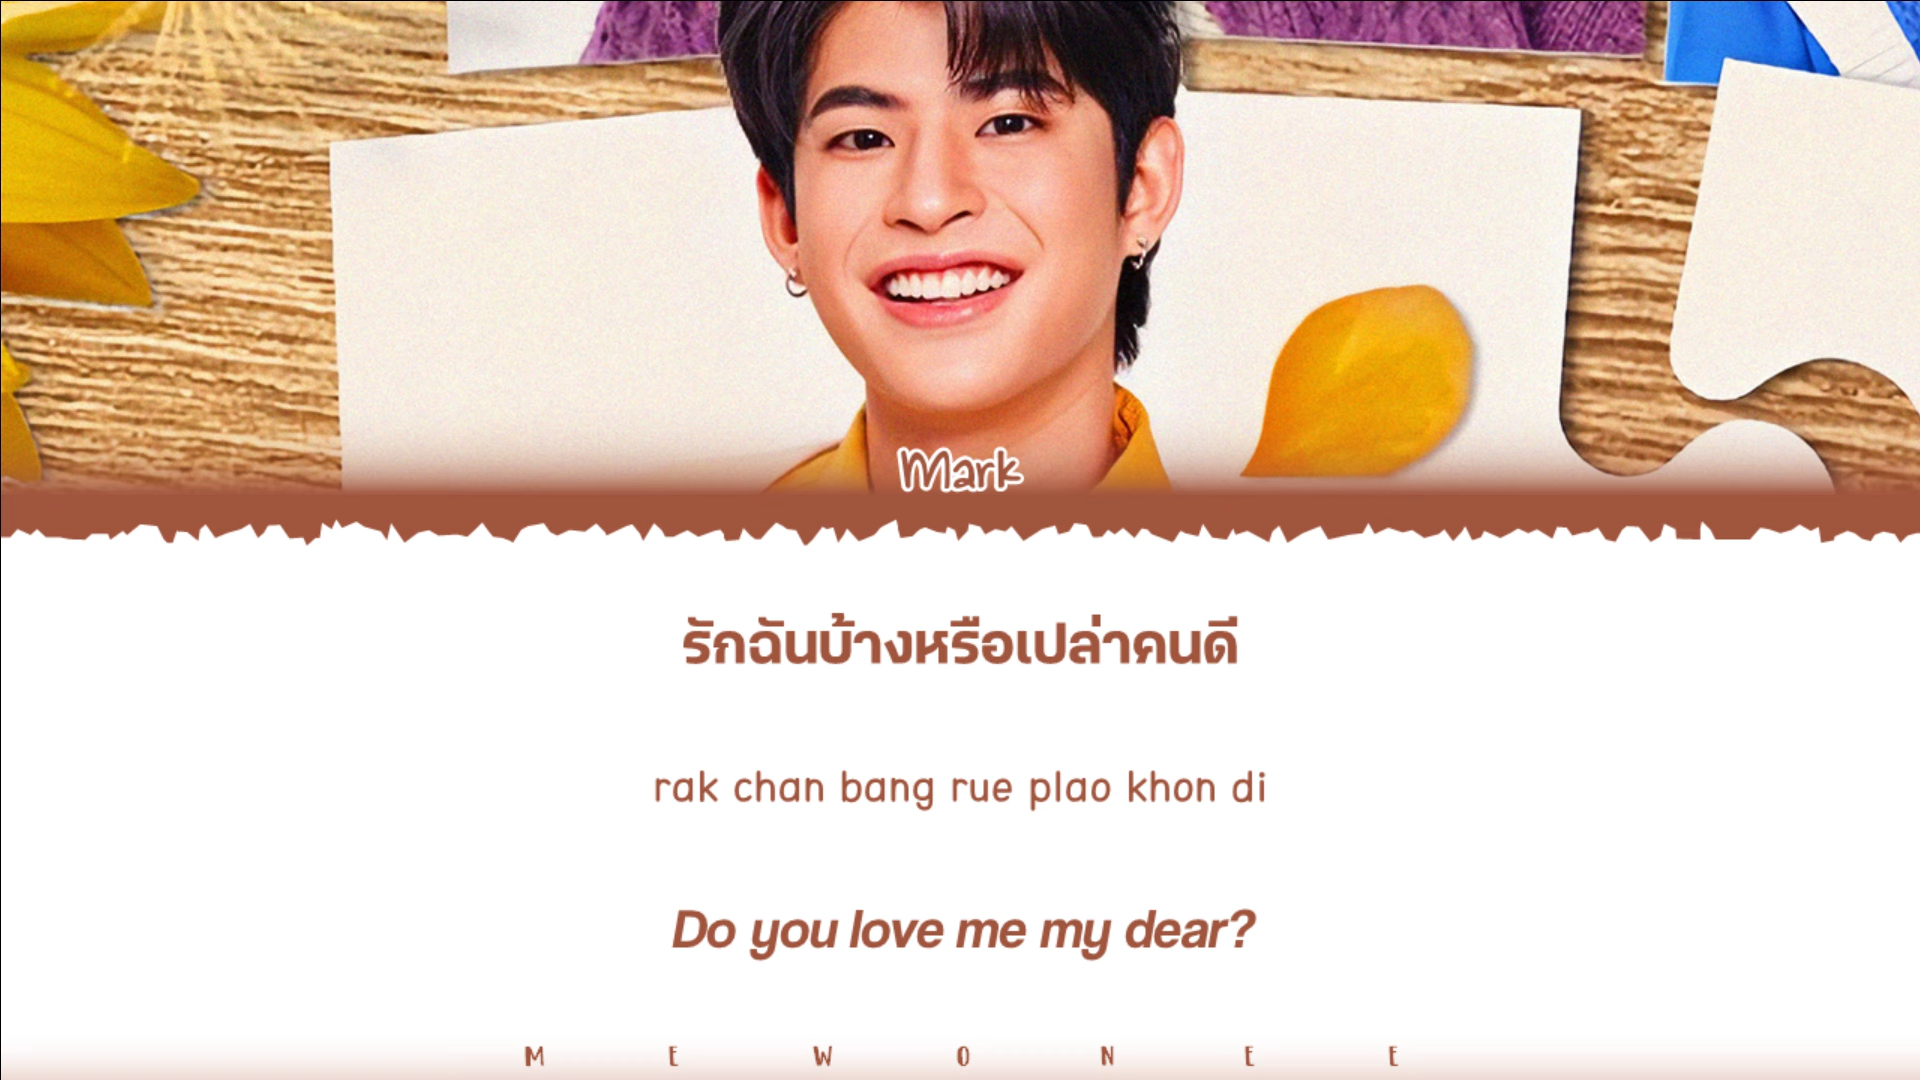 Mark
รักฉันบ้างหรือเปล่าคนดี
rak chan bang rue plao khon di
Do you love me my dear?
M E W O N E E